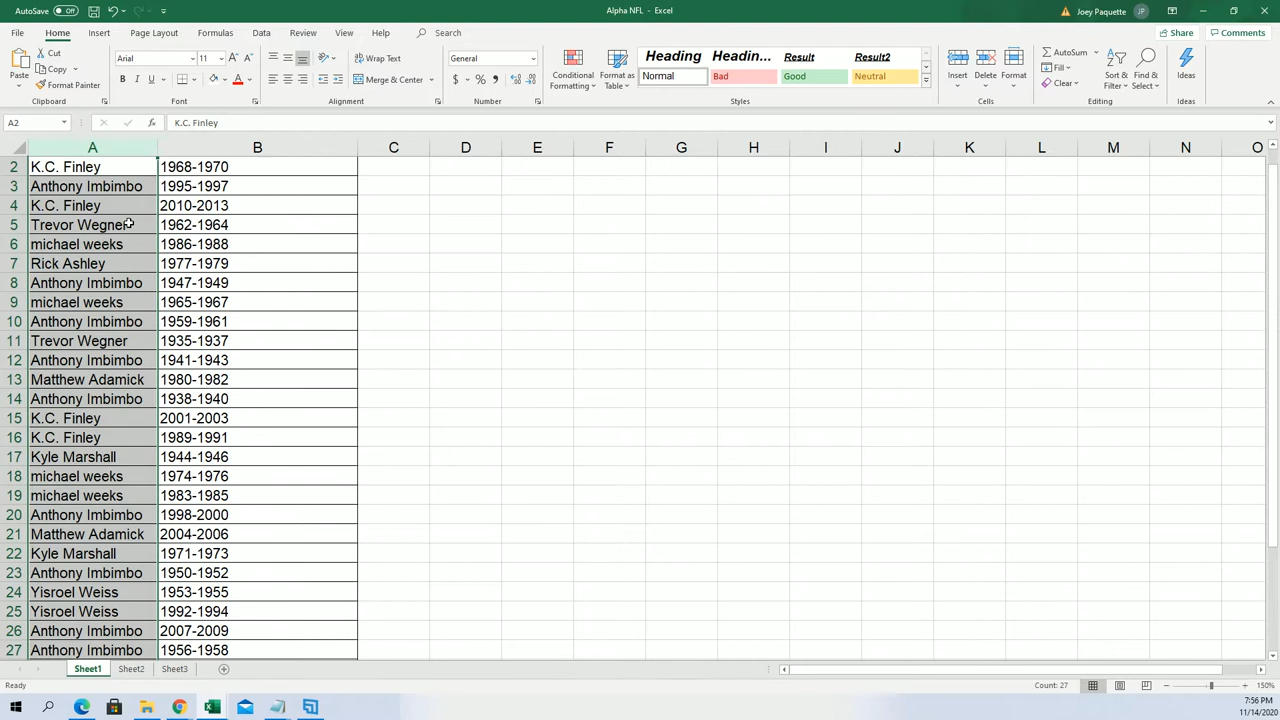 AutoSave Off Alpha NFL - Excel Joey Paquette JP
File Home Insert Page Layout Formulas Data Review View Help Search Share Comments
Paste Cut Copy Format Painter Clipboard
Arial 11 A A B I U A Font
ab Wrap Text Merge & Center Alignment
General $ % , Number
Conditional Formatting Format as Table
Heading Headin... Result Result2
Normal Bad Good Neutral
Styles
Insert Delete Format Cells
AutoSum Fill Clear Sort & Filter Find & Select Editing
Ideas Ideas
A2 fx K.C. Finley
A B C D E F G H I J K L M N O
2 K.C. Finley 1968-1970
3 Anthony Imbimbo 1995-1997
4 K.C. Finley 2010-2013
5 Trevor Wegner 1962-1964
6 michael weeks 1986-1988
7 Rick Ashley 1977-1979
8 Anthony Imbimbo 1947-1949
9 michael weeks 1965-1967
10 Anthony Imbimbo 1959-1961
11 Trevor Wegner 1935-1937
12 Anthony Imbimbo 1941-1943
13 Matthew Adamick 1980-1982
14 Anthony Imbimbo 1938-1940
15 K.C. Finley 2001-2003
16 K.C. Finley 1989-1991
17 Kyle Marshall 1944-1946
18 michael weeks 1974-1976
19 michael weeks 1983-1985
20 Anthony Imbimbo 1998-2000
21 Matthew Adamick 2004-2006
22 Kyle Marshall 1971-1973
23 Anthony Imbimbo 1950-1952
24 Yisroel Weiss 1953-1955
25 Yisroel Weiss 1992-1994
26 Anthony Imbimbo 2007-2009
27 Anthony Imbimbo 1956-1958
Sheet1 Sheet2 Sheet3
Ready Count: 27 150%
7:56 PM
11/14/2020